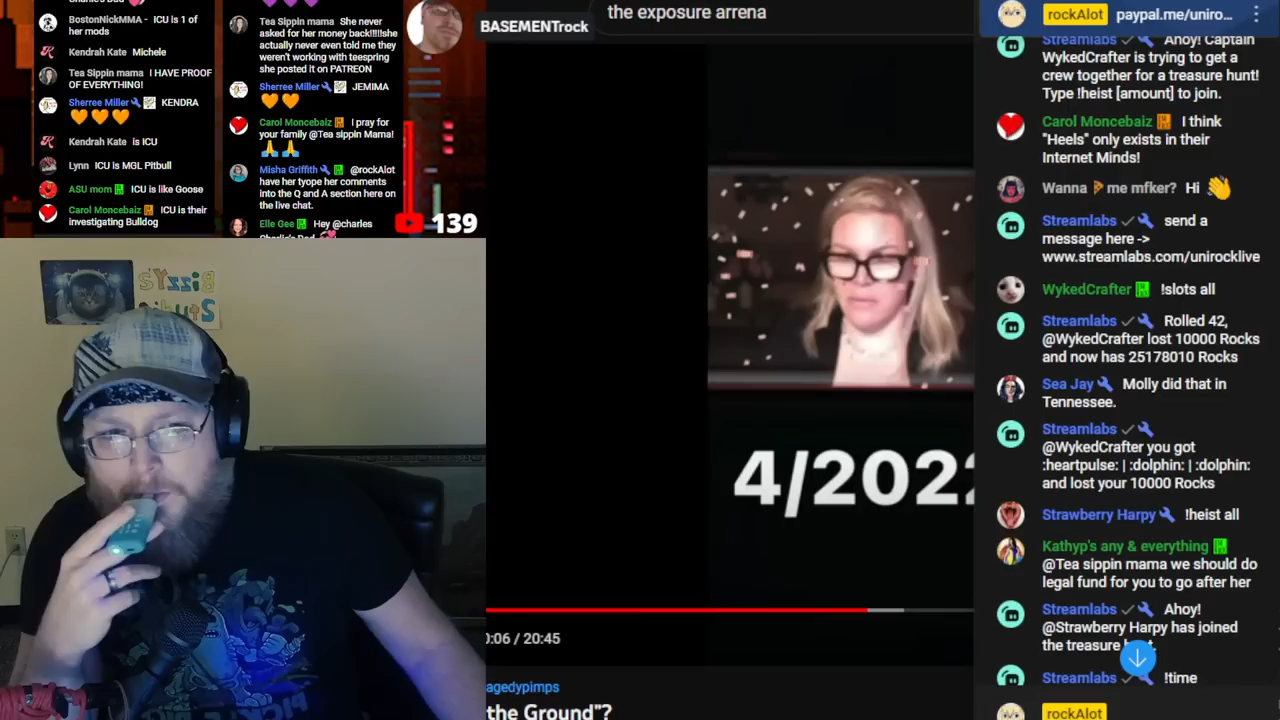 BostonNickMMA - ICU is 1 of
her mods
Kendrah Kate Michele
Tea Sippin mama I HAVE PROOF
OF EVERYTHING!
Sherree Miller KENDRA
Kendrah Kate is ICU
Lynn ICU is MGL Pitbull
ASU mom ICU is like Goose
Carol Moncebaiz ICU is their
investigating Bulldog
Tea Sippin mama She never
asked for her money back!!!!!she
actually never even told me they
weren't working with teespring
she posted it on PATREON
Sherree Miller JEMIMA
Carol Moncebaiz I pray for
your family @Tea sippin Mama!
Misha Griffith @rockAlot
have her tyope her comments
into the Q and A section here on
the live chat.
Elle Gee Hey @charles
Charlie's Dad
139
BASEMENTrock
the exposure arrena
BizzYs
Studi
4/2022
0:06 / 20:45
agedypimps
the Ground"?
rockAlot paypal.me/uniro...
Streamlabs Ahoy! Captain
WykedCrafter is trying to get a
crew together for a treasure hunt!
Type !heist [amount] to join.
Carol Moncebaiz I think
"Heels" only exists in their
Internet Minds!
Wanna me mfker? Hi
Streamlabs send a
message here ->
www.streamlabs.com/unirocklive
WykedCrafter !slots all
Streamlabs Rolled 42,
@WykedCrafter lost 10000 Rocks
and now has 25178010 Rocks
Sea Jay Molly did that in
Tennessee.
Streamlabs
@WykedCrafter you got
:heartpulse: | :dolphin: | :dolphin:
and lost your 10000 Rocks
Strawberry Harpy !heist all
Kathyp's any & everything
@Tea sippin mama we should do
legal fund for you to go after her
Streamlabs Ahoy!
@Strawberry Harpy has joined
the treasure
Streamlabs !time
rockAlot